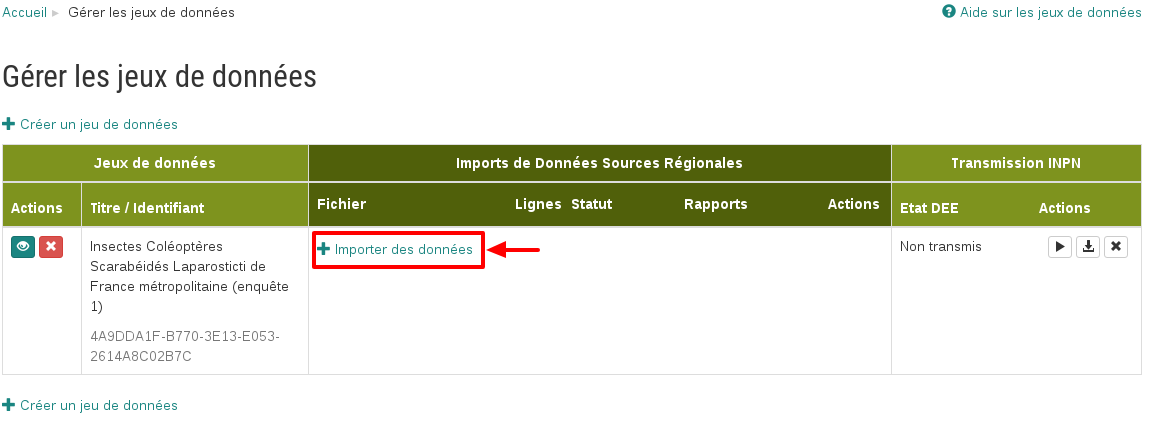 Accueil Gérer les jeux de données
Aide sur les jeux de données
Gérer les jeux de données
Créer un jeu de données
Jeux de données
Imports de Données Sources Régionales
Transmission INPN
Actions
Titre / Identifiant
Fichier
Lignes
Statut
Rapports
Actions
Etat DEE
Actions
Insectes Coléoptères
Scarabéidés Laparosticti de
France métropolitaine (enquête
1)
4A9DDA1F-B770-3E13-E053-
2614A8C02B7C
Importer des données
Non transmis
Créer un jeu de données